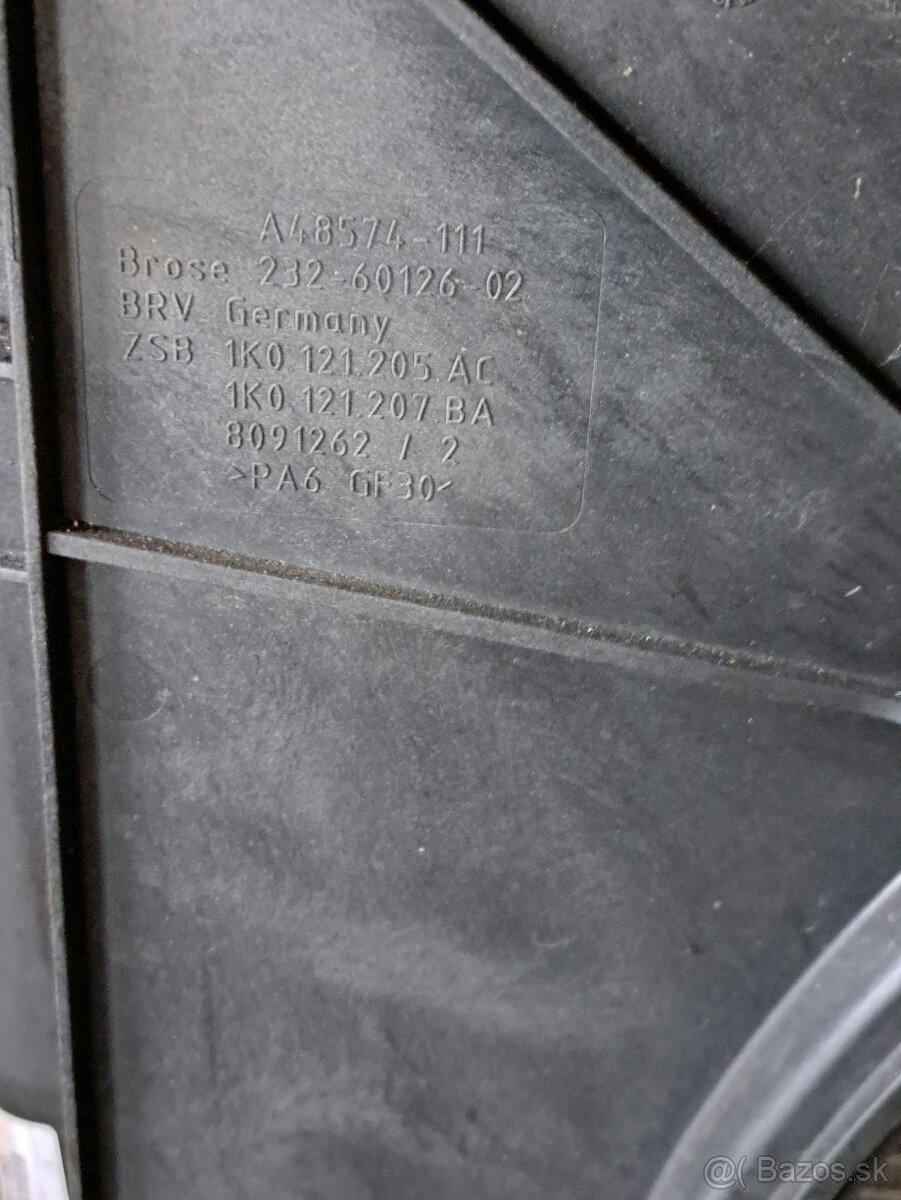 A48574-111
Brose 232-60126-02
BRV Germany
ZSB 1K0.121.205.AC
1K0.121.207.BA
8091262 / 2
>PA6 GF30<
@( Bazos.sk